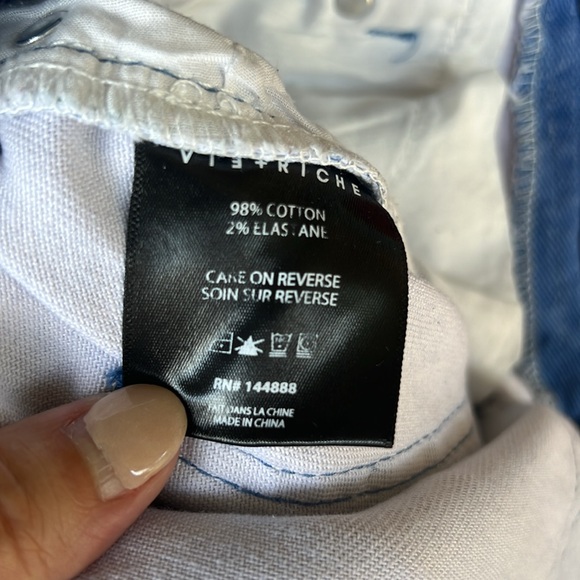 VIE+RICHE
98% COTTON
2% ELASTANE
CARE ON REVERSE
SOIN SUR REVERSE
RN# 144888
FAIT DANS LA CHINE
MADE IN CHINA